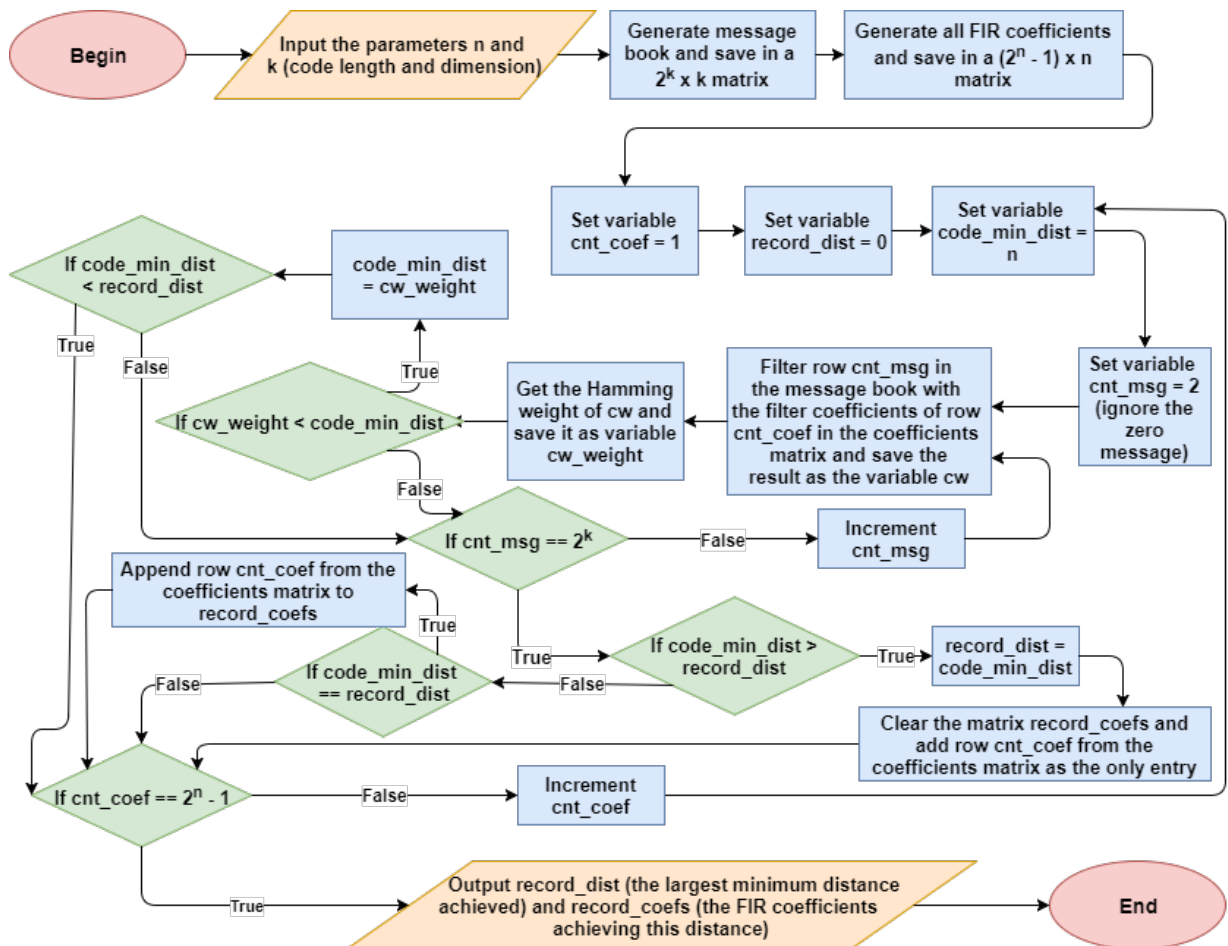 Begin
Input the parameters n and
k (code length and dimension)
Generate message
book and save in a
2^k x k matrix
Generate all FIR coefficients
and save in a (2^n - 1) x n
matrix
Set variable
cnt_coef = 1
Set variable
record_dist = 0
Set variable
code_min_dist =
n
If code_min_dist
< record_dist
code_min_dist
= cw_weight
True
False
True
If cw_weight < code_min_dist
Get the Hamming
weight of cw and
save it as variable
cw_weight
Filter row cnt_msg in
the message book with
the filter coefficients of row
cnt_coef in the coefficients
matrix and save the
result as the variable cw
Set variable
cnt_msg = 2
(ignore the
zero
message)
False
If cnt_msg == 2^k
False
Increment
cnt_msg
Append row cnt_coef from the
coefficients matrix to
record_coefs
True
True
If code_min_dist >
record_dist
True
record_dist =
code_min_dist
If code_min_dist
== record_dist
False
False
Clear the matrix record_coefs and
add row cnt_coef from the
coefficients matrix as the only entry
If cnt_coef == 2^n - 1
False
Increment
cnt_coef
True
Output record_dist (the largest minimum distance
achieved) and record_coefs (the FIR coefficients
achieving this distance)
End